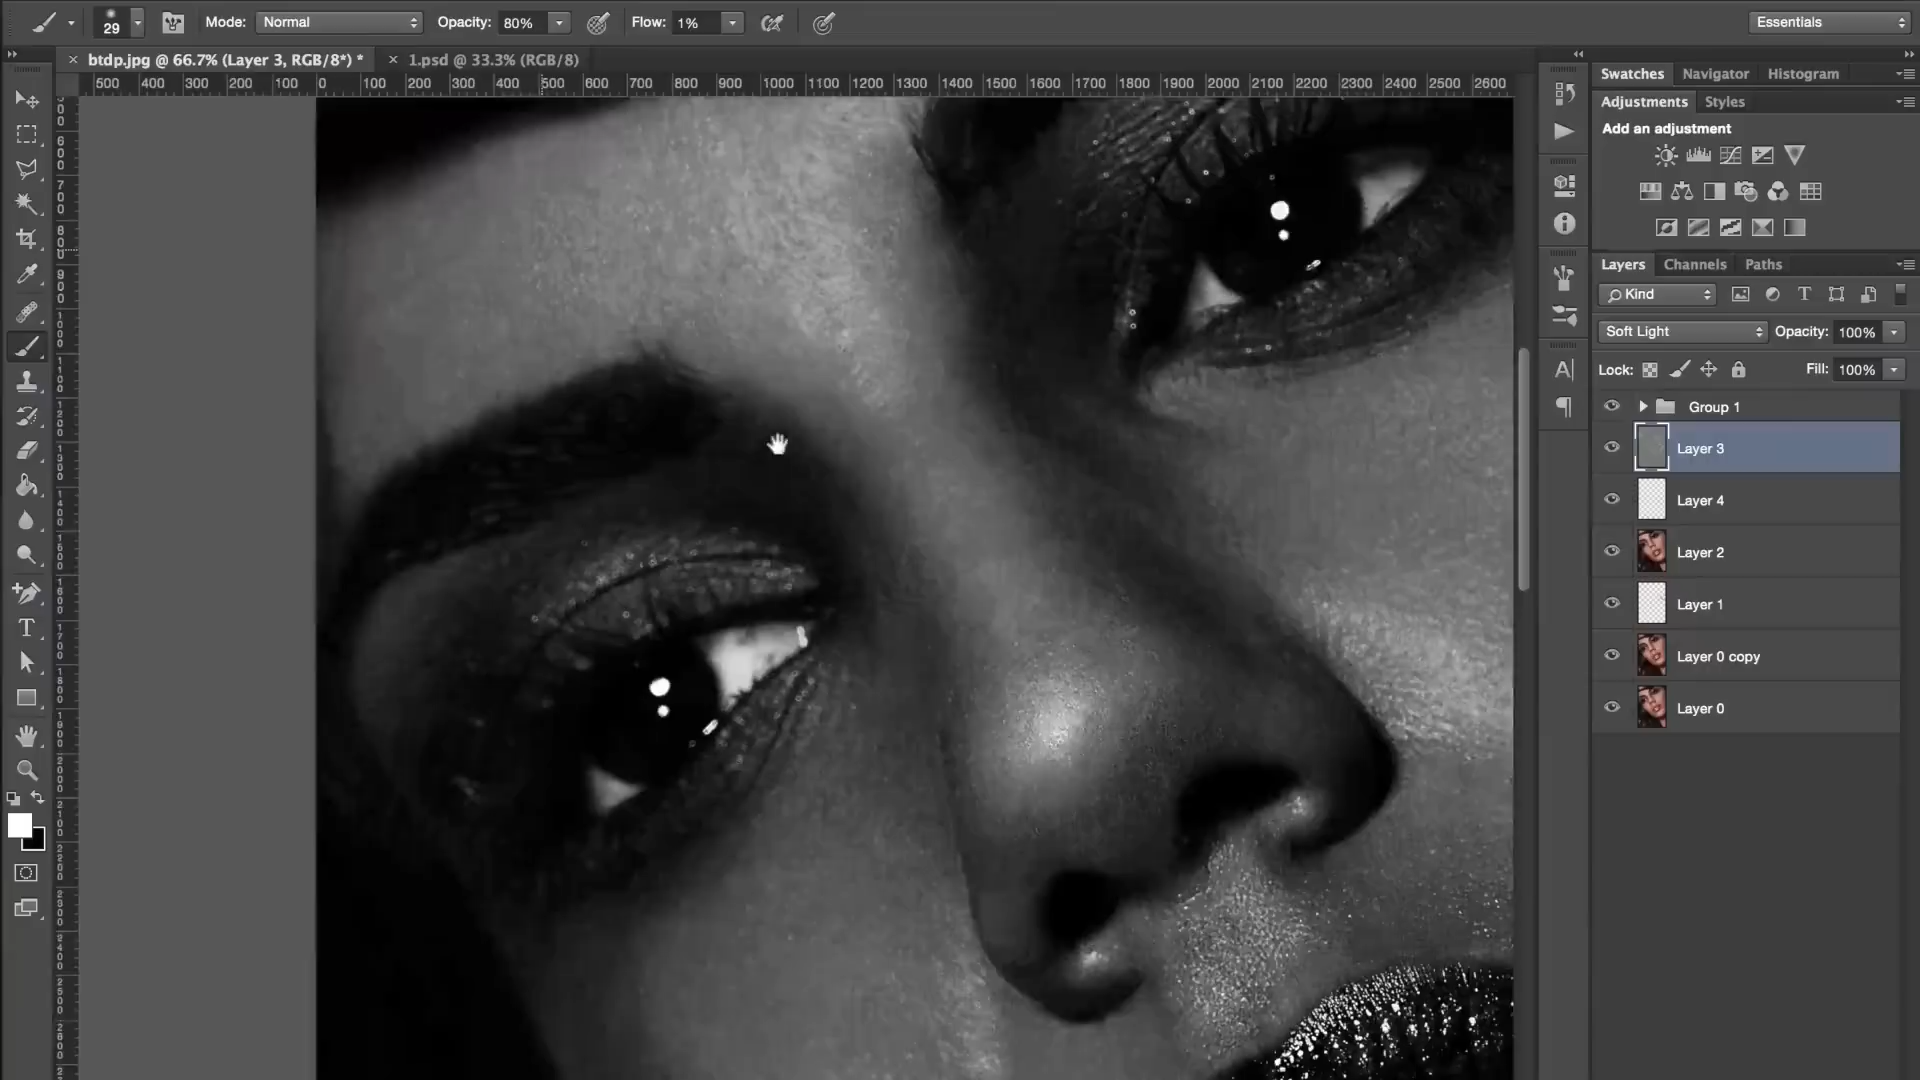 29 Mode: Normal Opacity: 80% Flow: 1% Essentials
btdp.jpg @ 66.7% (Layer 3, RGB/8*) * 1.psd @ 33.3% (RGB/8)
500 400 300 200 100 0 100 200 300 400 500 600 700 800 900 1000 1100 1200 1300 1400 1500 1600 1700 1800 1900 2000 2100 2200 2300 2400 2500 2600
Swatches Navigator Histogram
Adjustments Styles
Add an adjustment
Layers Channels Paths
Kind
Soft Light Opacity: 100%
Lock: Fill: 100%
Group 1
Layer 3
Layer 4
Layer 2
Layer 1
Layer 0 copy
Layer 0